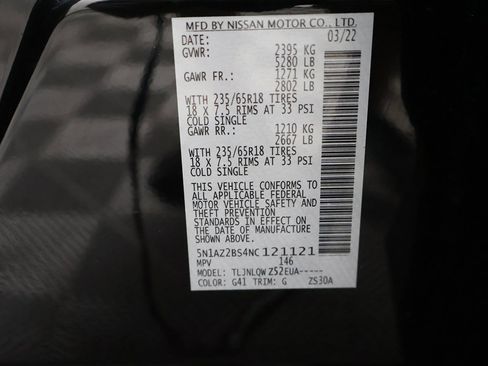 MFD BY NISSAN MOTOR CO., LTD.
DATE: 03/22
GVWR: 2395 KG
5280 LB
GAWR FR.: 1271 KG
2802 LB
WITH 235/65R18 TIRES
18 X 7.5 RIMS AT 33 PSI
COLD SINGLE
GAWR RR.: 1210 KG
2667 LB
WITH 235/65R18 TIRES
18 X 7.5 RIMS AT 33 PSI
COLD SINGLE
THIS VEHICLE CONFORMS TO
ALL APPLICABLE FEDERAL
MOTOR VEHICLE SAFETY AND
THEFT PREVENTION
STANDARDS IN EFFECT ON
THE DATE OF MANUFACTURE
SHOWN ABOVE.
5N1AZ2BS4NC121121
MPV 146
MODEL: TLJNLQWZ52EUA-----
COLOR: G41 TRIM: G ZS30A